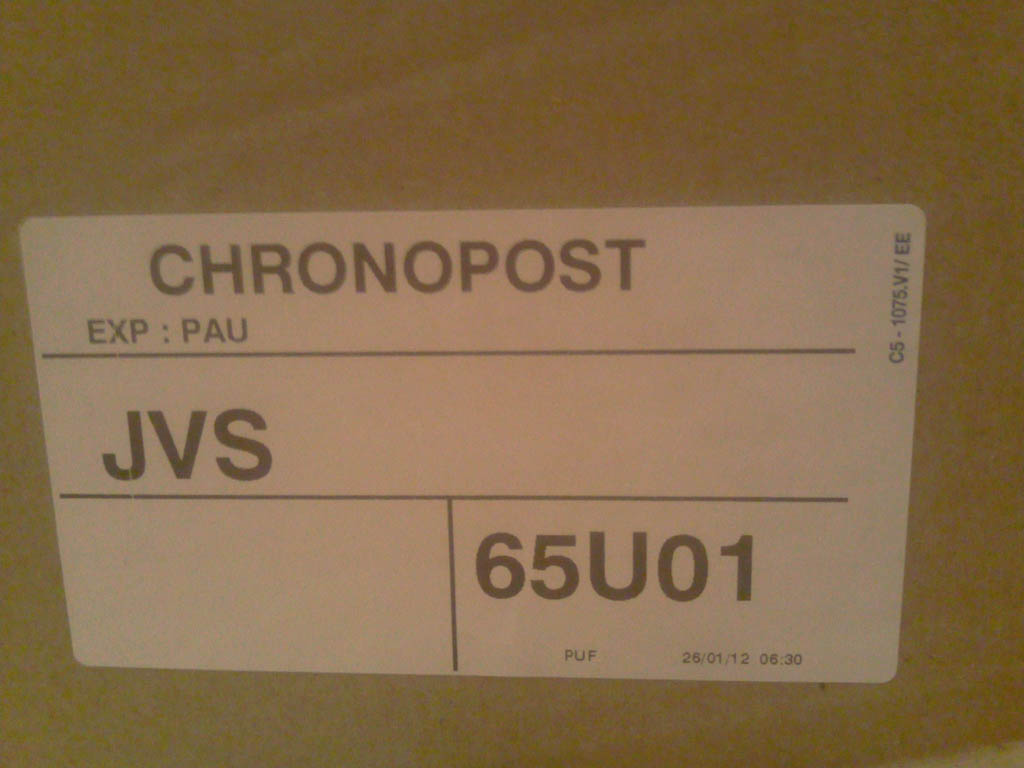 CHRONOPOST
EXP : PAU
C5 - 1075.V1/ EE
JVS
65U01
PUF 26/01/12 06:30